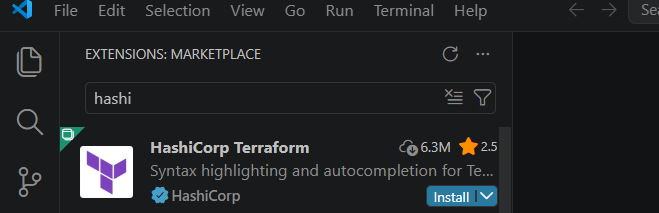 File Edit Selection View Go Run Terminal Help
EXTENSIONS: MARKETPLACE
hashi
HashiCorp Terraform 6.3M 2.5
Syntax highlighting and autocompletion for Te...
HashiCorp Install